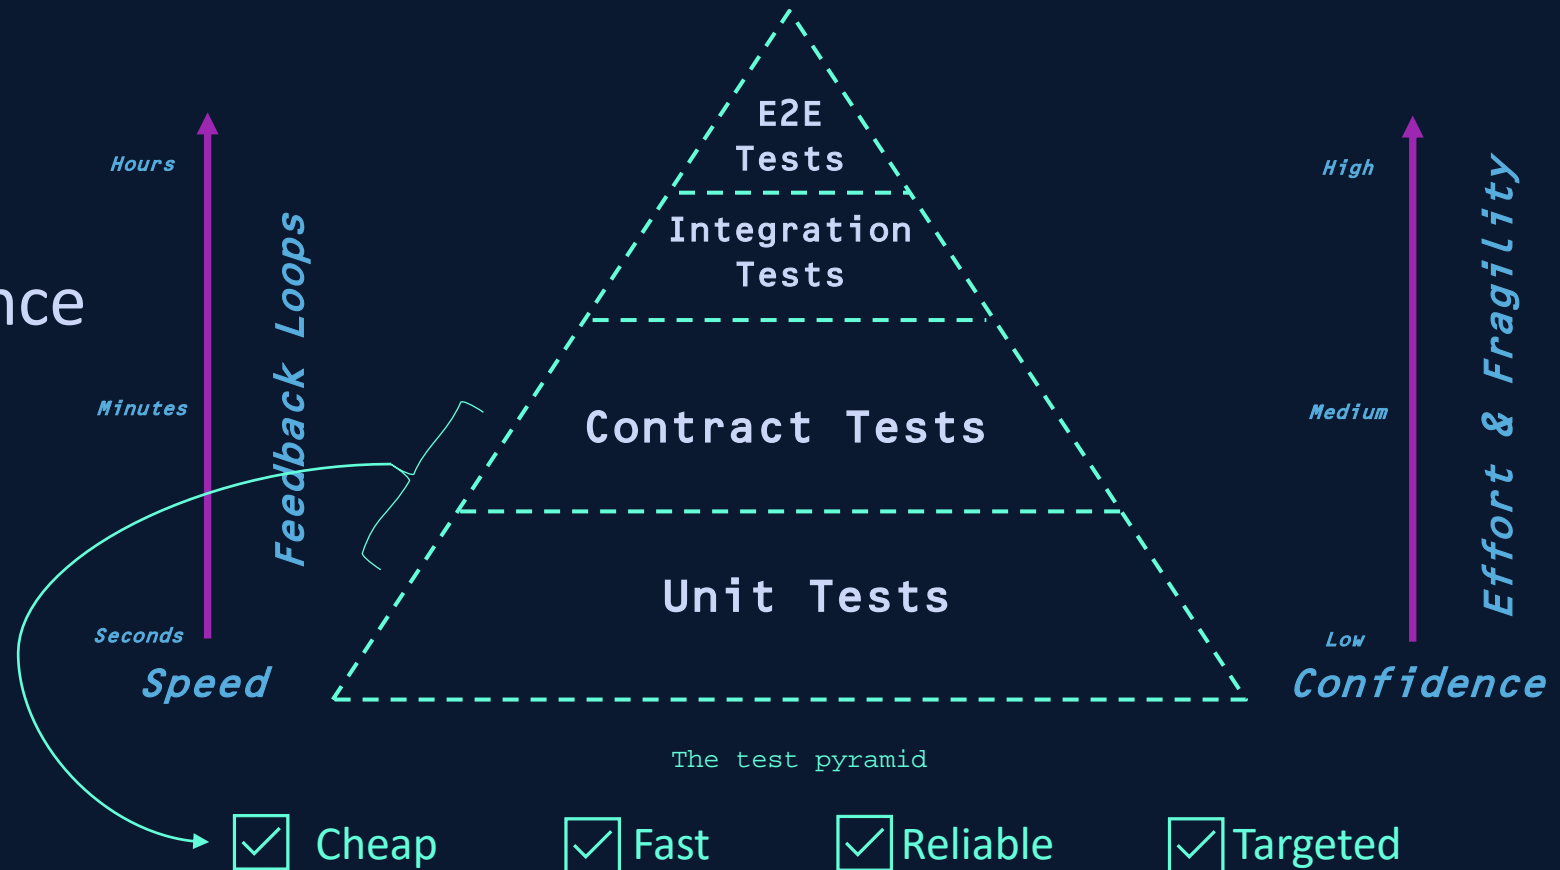 E2E
Tests
Hours
High
Integration
Tests
nce
Feedback Loops
Effort & Fragility
Minutes
Medium
Contract Tests
Unit Tests
Seconds
Low
Speed
Confidence
The test pyramid
Cheap
Fast
Reliable
Targeted